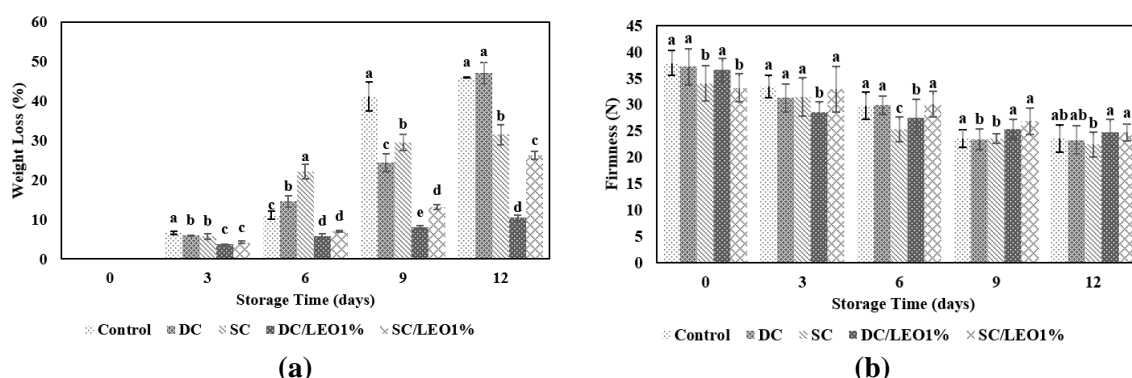 60
50
40
30
20
10
0
Weight Loss (%)
a b b c c
c b a d d
a c b e d
a a b d c
0 3 6 9 12
Storage Time (days)
Control DC SC DC/LEO1% SC/LEO1%
(a)
45
40
35
30
25
20
15
10
5
0
Firmness (N)
a a b a b
a a a b a
a a c b a
a b b a a
ab ab b a a
0 3 6 9 12
Storage Time (days)
Control DC SC DC/LEO1% SC/LEO1%
(b)